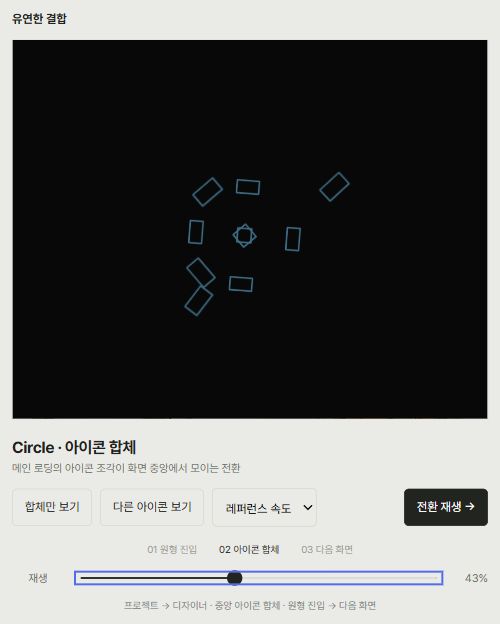 유연한 결합
Circle · 아이콘 합체
메인 로딩의 아이콘 조각이 화면 중앙에서 모이는 전환
합체만 보기
다른 아이콘 보기
레퍼런스 속도
전환 재생 →
01 원형 진입
02 아이콘 합체
03 다음 화면
재생
43%
프로젝트 → 디자이너 · 중앙 아이콘 합체 · 원형 진입 → 다음 화면